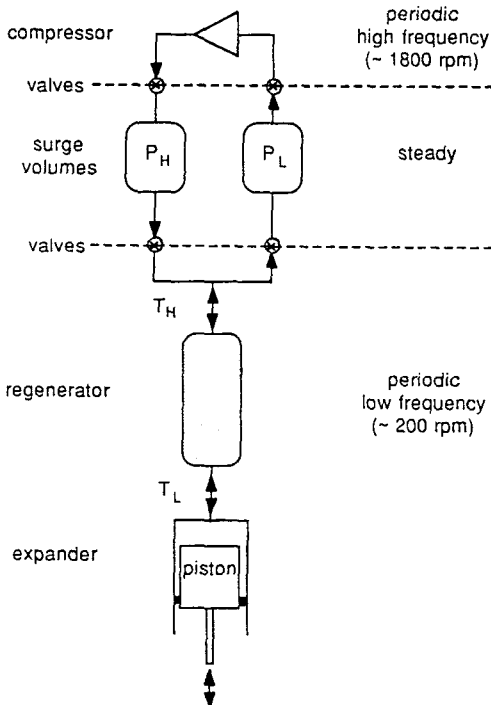 compressor
periodic
high frequency
(~ 1800 rpm)
valves
surge
volumes
P_H
P_L
steady
valves
T_H
regenerator
periodic
low frequency
(~ 200 rpm)
T_L
expander
piston